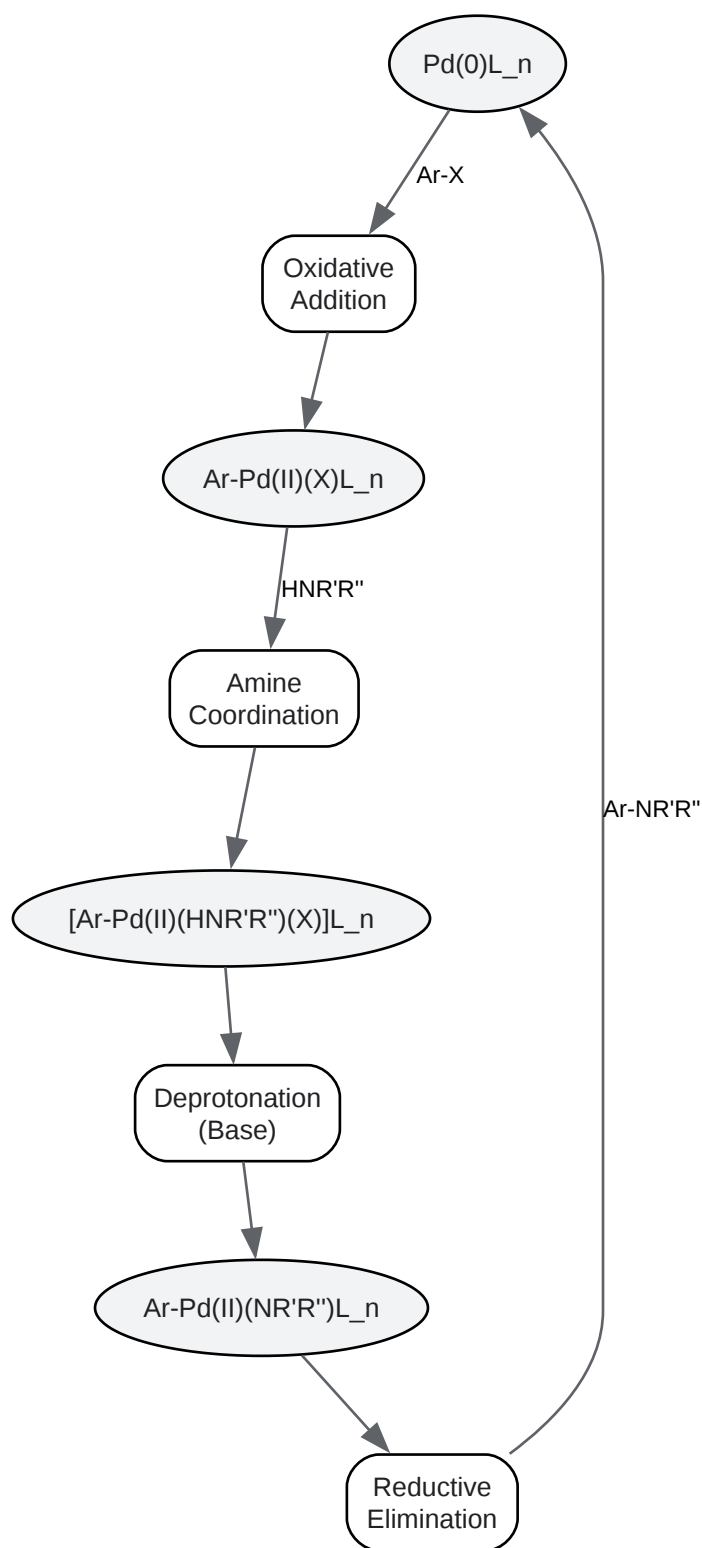 Pd(0)L_n
Ar-X
Oxidative
Addition
Ar-Pd(II)(X)L_n
HNR'R''
Amine
Coordination
Ar-NR'R''
[Ar-Pd(II)(HNR'R'')(X)]L_n
Deprotonation
(Base)
Ar-Pd(II)(NR'R'')L_n
Reductive
Elimination